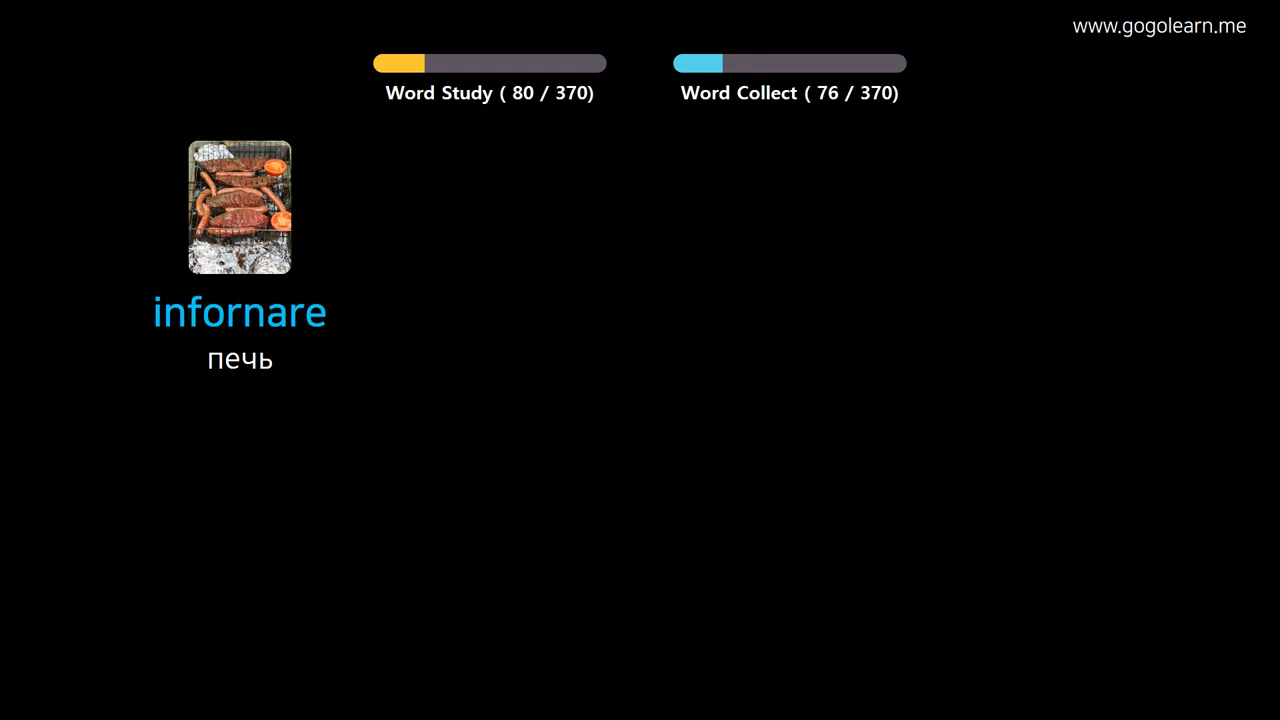 www.gogolearn.me
Word Study ( 80 / 370)
Word Collect ( 76 / 370)
infornare
печь